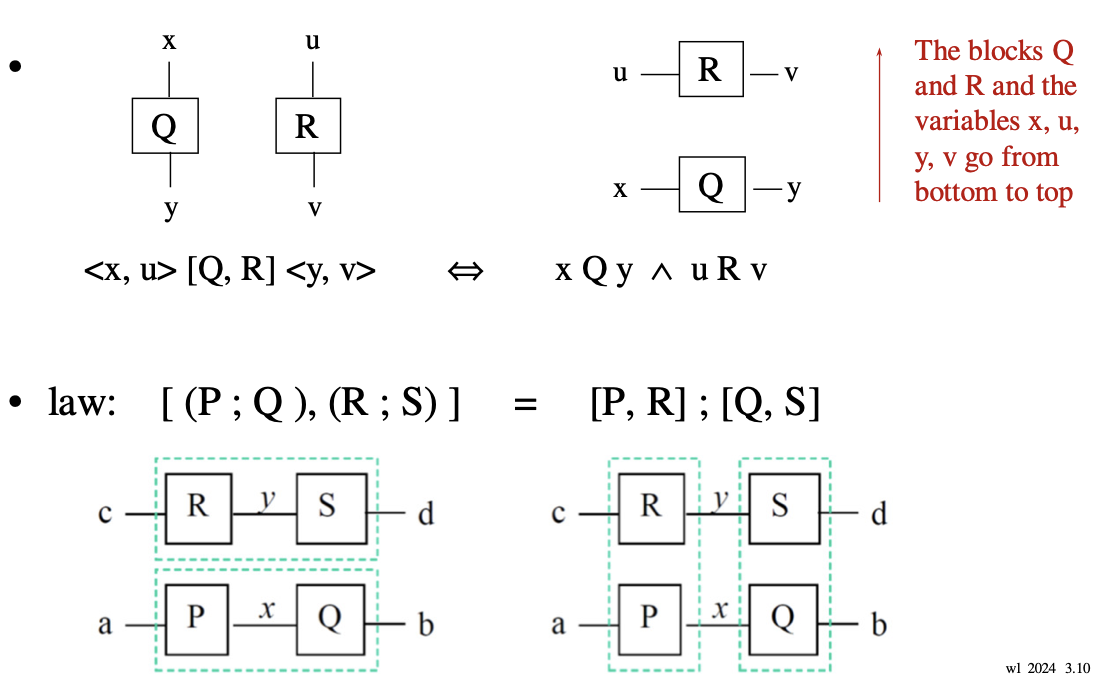 •
x u
Q R
y v
u R v
x Q y
The blocks Q
and R and the
variables x, u,
y, v go from
bottom to top
<x, u> [Q, R] <y, v> ⇔ x Q y ∧ u R v
• law: [ (P ; Q ), (R ; S) ] = [P, R] ; [Q, S]
c R y S d
a P x Q b
c R y S d
a P x Q b
wl 2024 3.10